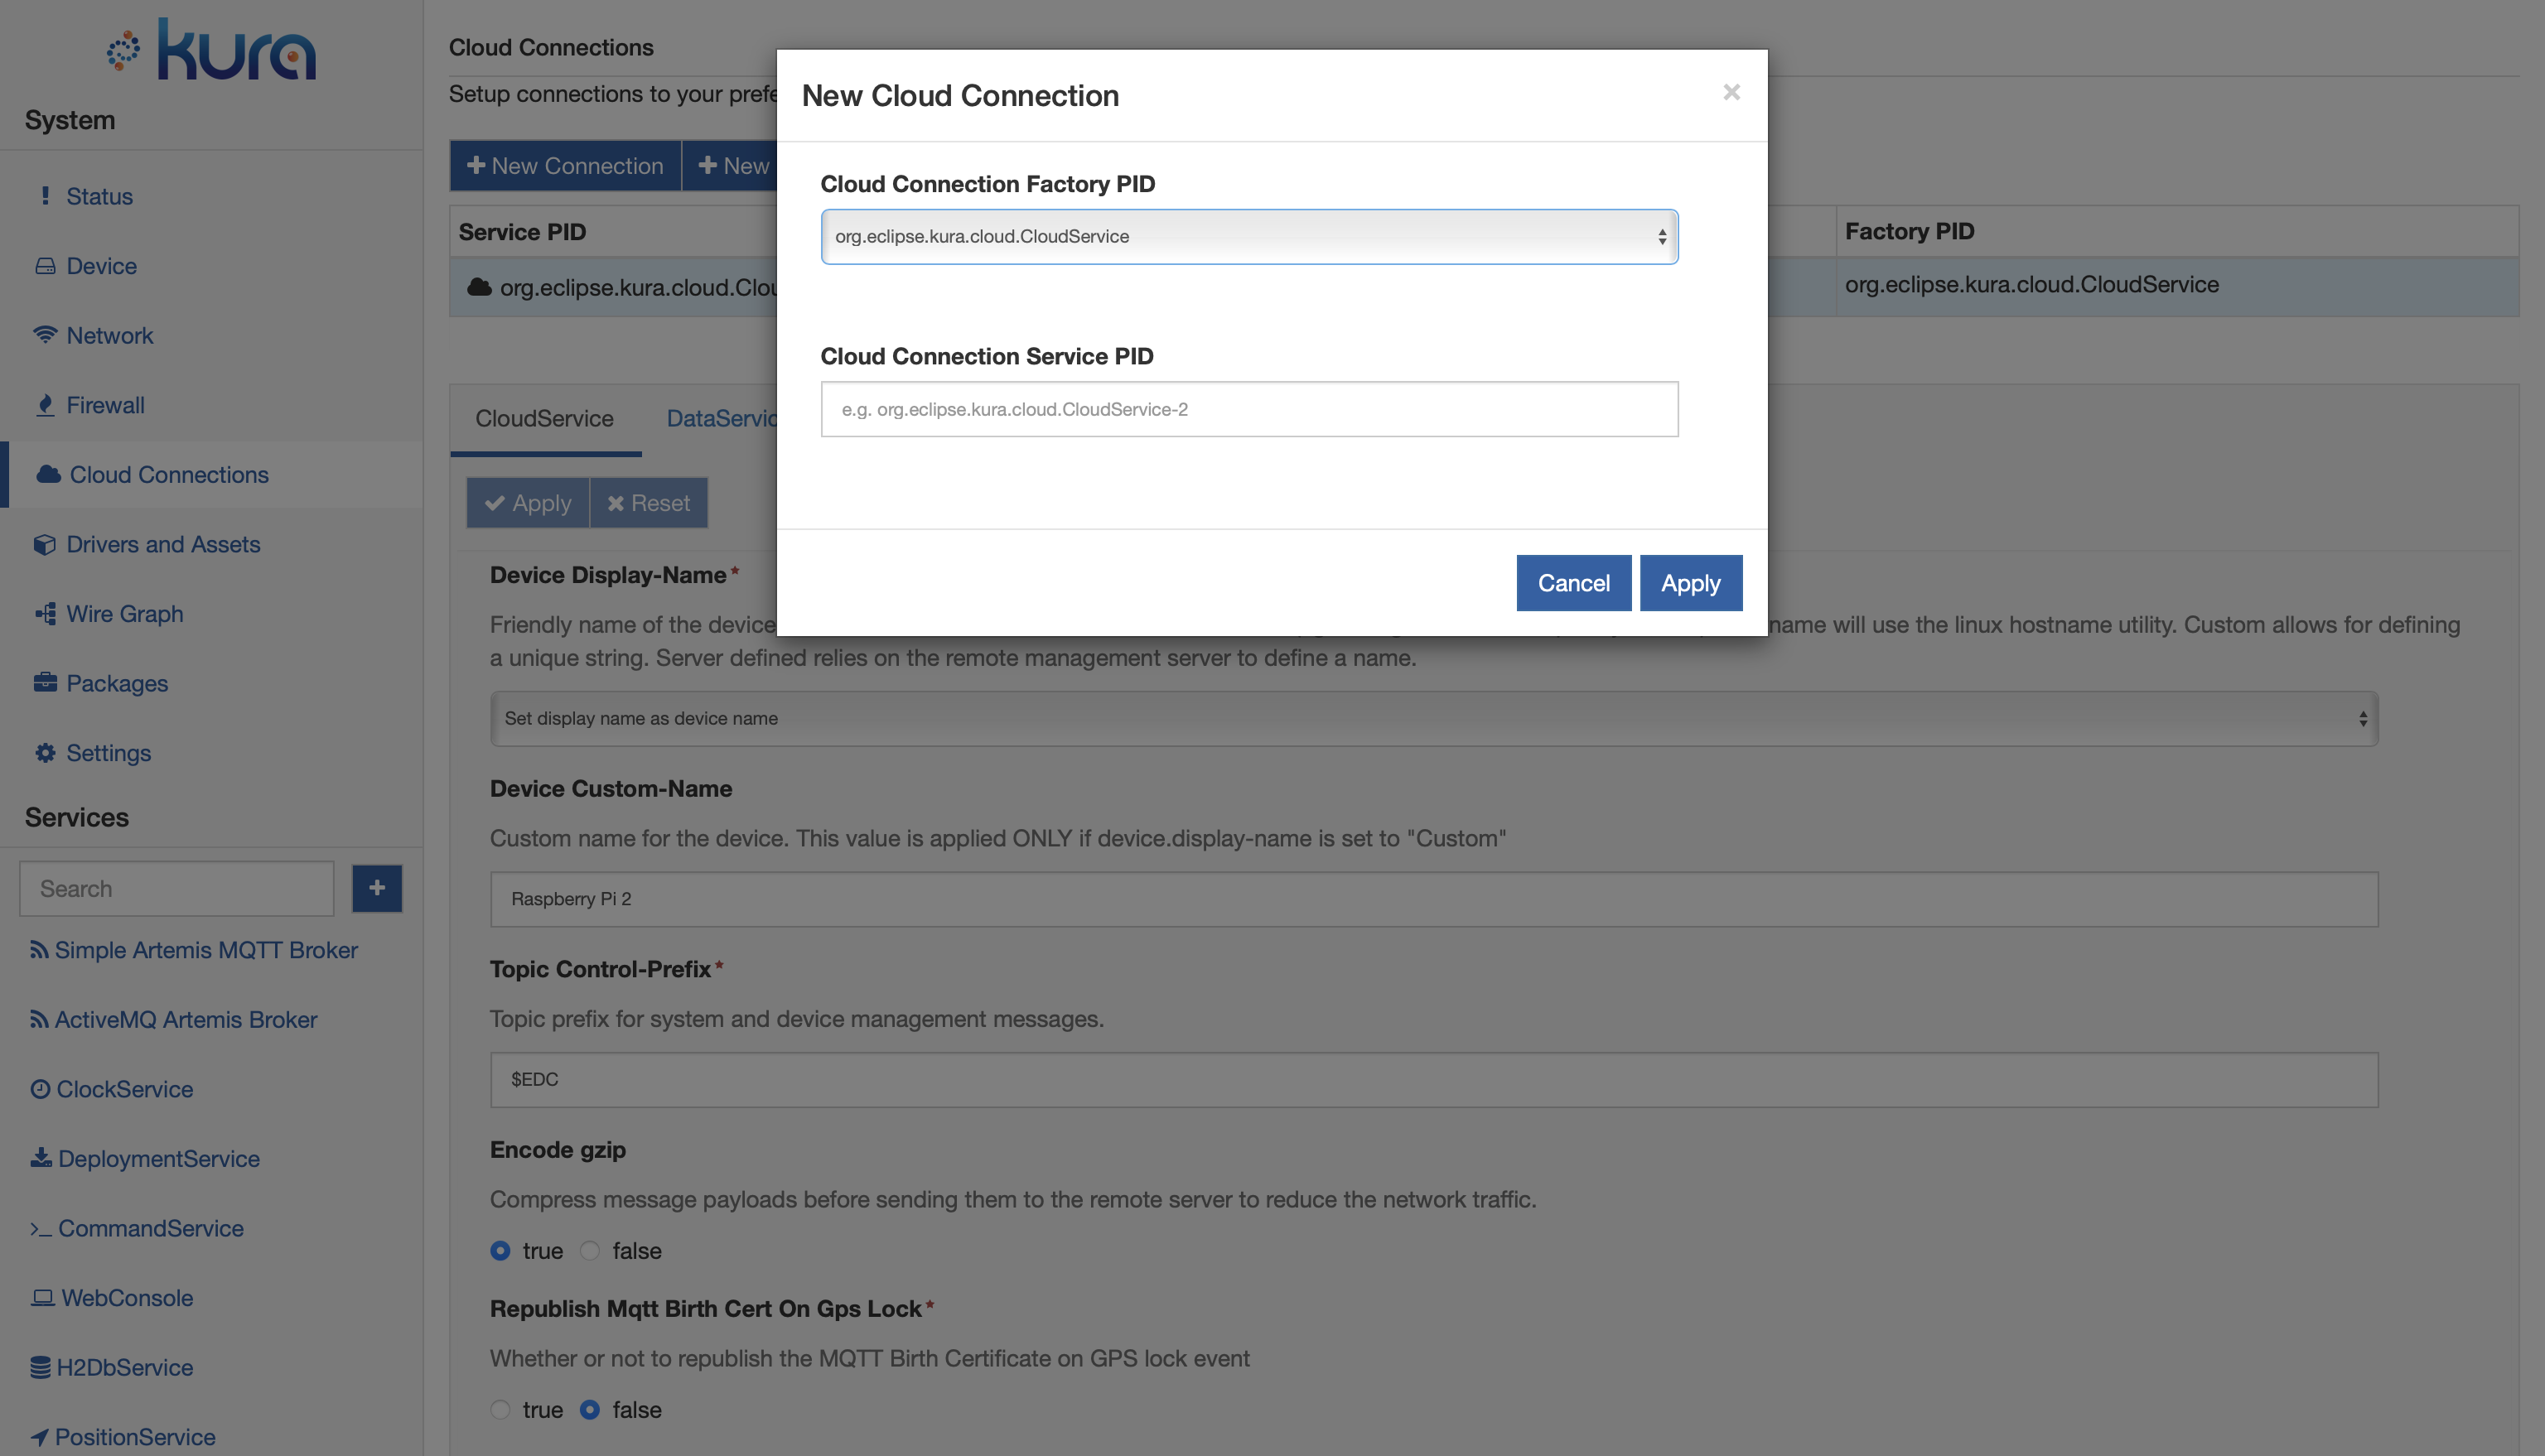 kura
System
Status
Device
Network
Firewall
Cloud Connections
Drivers and Assets
Wire Graph
Packages
Settings
Services
Search
Simple Artemis MQTT Broker
ActiveMQ Artemis Broker
ClockService
DeploymentService
CommandService
WebConsole
H2DbService
PositionService
Cloud Connections
Setup connections to your
New Connection New
Service PID Factory PID
org.eclipse.kura.cloud. org.eclipse.kura.cloud.CloudService
CloudService
Apply Reset
Device Display-Name*
Friendly name of the device name will use the linux hostname utility. Custom allows for defining
a unique string. Server defined relies on the remote management server to define a name.
Set display name as device name
Device Custom-Name
Custom name for the device. This value is applied ONLY if device.display-name is set to "Custom"
Raspberry Pi 2
Topic Control-Prefix*
Topic prefix for system and device management messages.
$EDC
Encode gzip
Compress message payloads before sending them to the remote server to reduce the network traffic.
true false
Republish Mqtt Birth Cert On Gps Lock*
Whether or not to republish the MQTT Birth Certificate on GPS lock event
true false
New Cloud Connection ×
Cloud Connection Factory PID
org.eclipse.kura.cloud.CloudService
Cloud Connection Service PID
e.g. org.eclipse.kura.cloud.CloudService-2
Cancel Apply